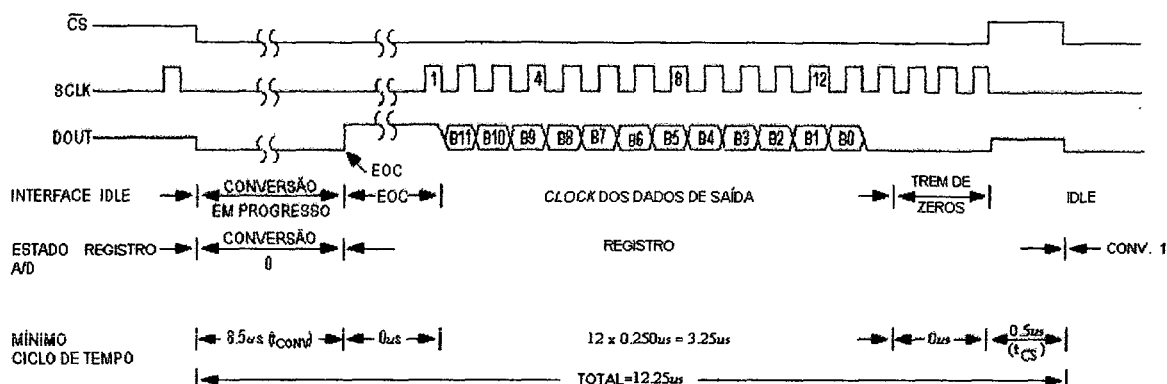 CS
SCLK 1 4 8 12
DOUT B11 B10 B9 B8 B7 B6 B5 B4 B3 B2 B1 B0
EOC
INTERFACE IDLE CONVERSÃO EM PROGRESSO EOC CLOCK DOS DADOS DE SAÍDA TREM DE ZEROS IDLE
ESTADO A/D REGISTRO CONVERSÃO 0 REGISTRO CONV. 1
MÍNIMO CICLO DE TEMPO 8.5us (tCONV) 0us 12 x 0.250us = 3.25us 0us 0.5us (tCS)
TOTAL=12.25us